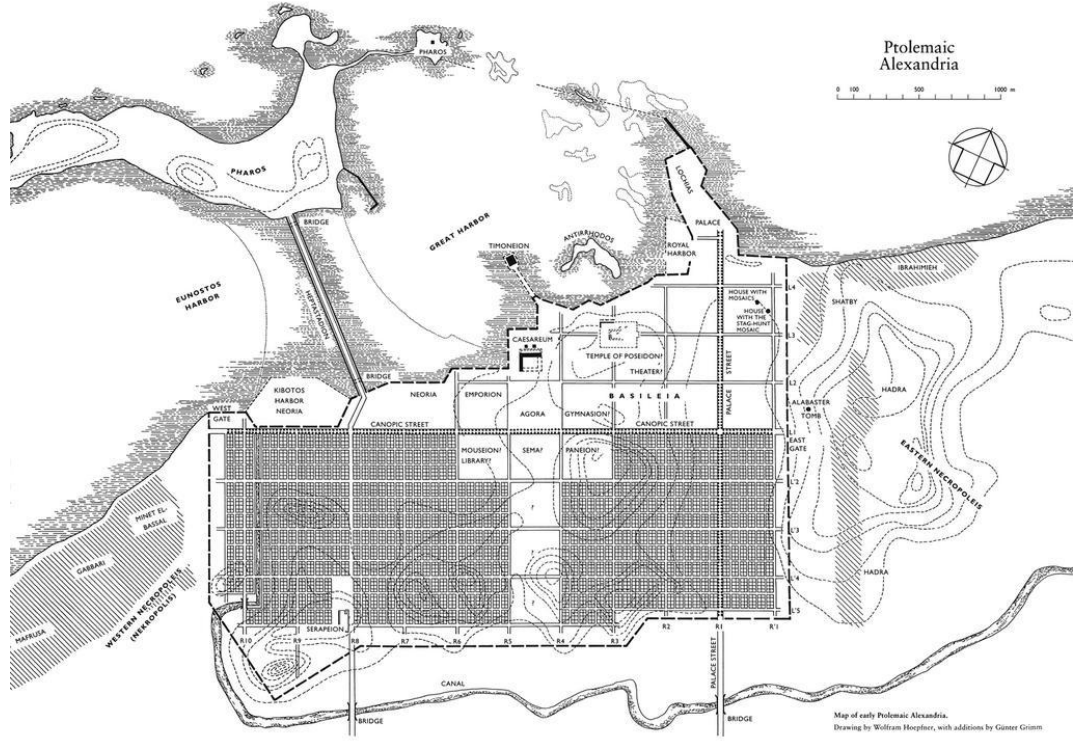 Ptolemaic
Alexandria
0 100 500 1000 m
PHAROS
PHAROS
LOCHIAS
BRIDGE
GREAT HARBOR
PALACE
TIMONEION
ANTIRRHODOS
ROYAL
HARBOR
IBRAHIMIEH
EUNOSTOS
HARBOR
HEPTASTADION
L4
SHATBY
HOUSE WITH
MOSAICS
HOUSE
WITH THE
STAG-HUNT
MOSAIC
L3
CAESAREUM
TEMPLE OF POSEIDON?
THEATER?
PALACE STREET
BRIDGE
L2
HADRA
KIBOTOS
HARBOR
NEORIA
NEORIA
EMPORION
BASILEIA
ALABASTER
TOMB
WEST
GATE
AGORA
GYMNASION?
CANOPIC STREET
CANOPIC STREET
L1
EAST
GATE
MOUSEION?
LIBRARY?
SEMA?
PANEION?
EASTERN NECROPOLEIS
L'2
?
MINET EL-
BASSAL
L'3
GABBARI
HADRA
L'4
?
WESTERN NECROPOLEIS
(NEKROPOLIS)
MAFRUSA
L'5
SERAPEION
R10 R9 R8 R7 R6 R5 R4 R3 R2 R1 R'1
PALACE STREET
CANAL
BRIDGE
BRIDGE
Map of early Ptolemaic Alexandria.
Drawing by Wolfram Hoepfner, with additions by Günter Grimm